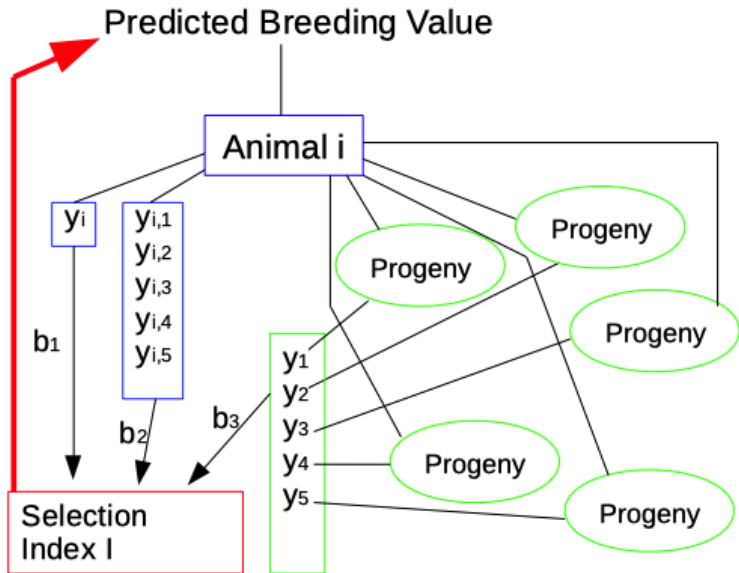 Predicted Breeding Value
Animal i
yi
yi,1
yi,2
yi,3
yi,4
yi,5
Progeny
Progeny
Progeny
b1
y1
y2
y3
y4
y5
b3
b2
Progeny
Progeny
Selection
Index I